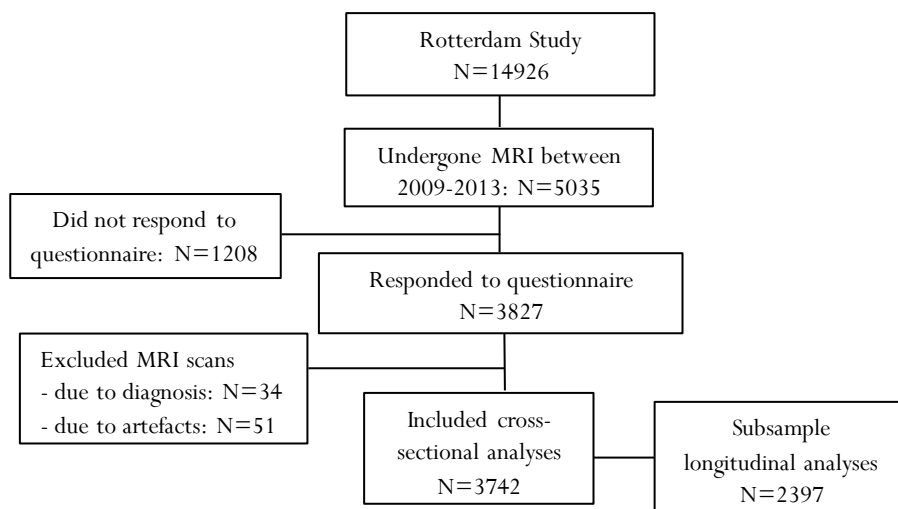 Rotterdam Study
N=14926
Undergone MRI between
2009-2013: N=5035
Did not respond to
questionnaire: N=1208
Responded to questionnaire
N=3827
Excluded MRI scans
- due to diagnosis: N=34
- due to artefacts: N=51
Included cross-
sectional analyses
N=3742
Subsample
longitudinal analyses
N=2397